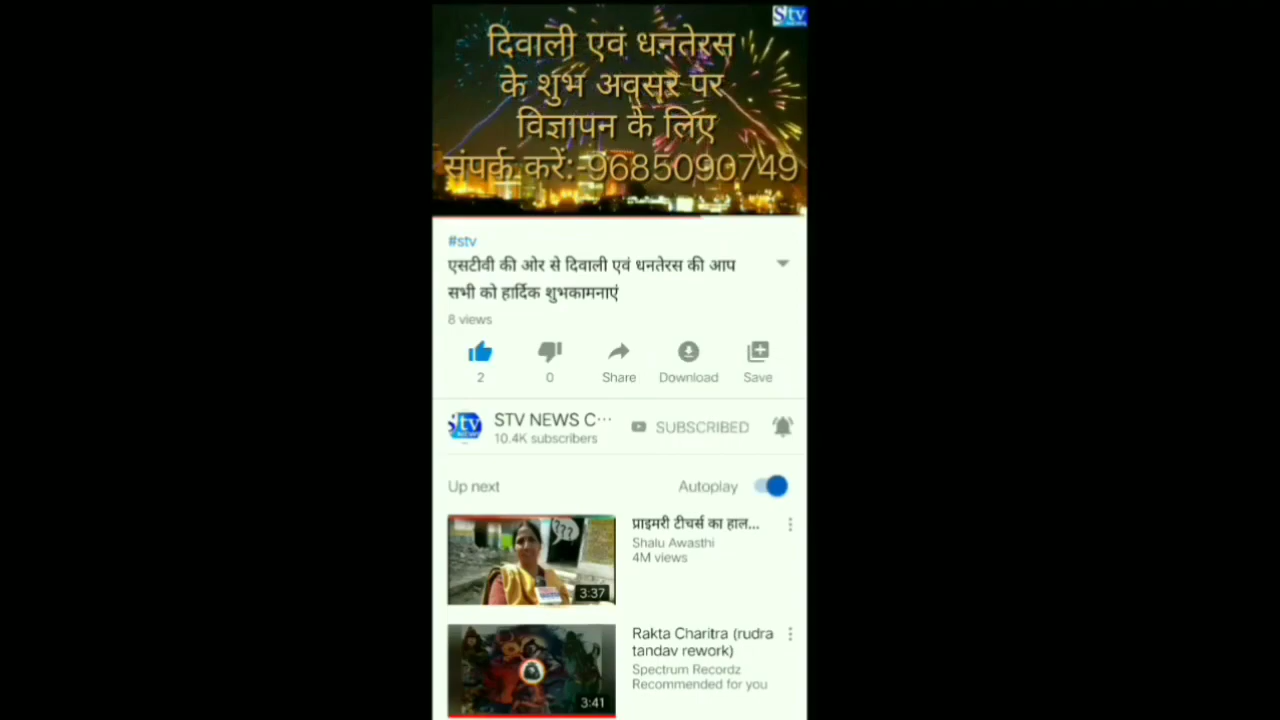 Stv
दिवाली एवं धनतेरस
के शुभ अवसर पर
विज्ञापन के लिए
संपर्क करें:-9685090749
#stv
एसटीवी की ओर से दिवाली एवं धनतेरस की आप
सभी को हार्दिक शुभकामनाएं
8 views
2
0
Share
Download
Save
Stv
STV NEWS C···
10.4K subscribers
SUBSCRIBED
Up next
Autoplay
???
3:37
प्राइमरी टीचर्स का हाल...
Shalu Awasthi
4M views
3:41
Rakta Charitra (rudra
tandav rework)
Spectrum Recordz
Recommended for you